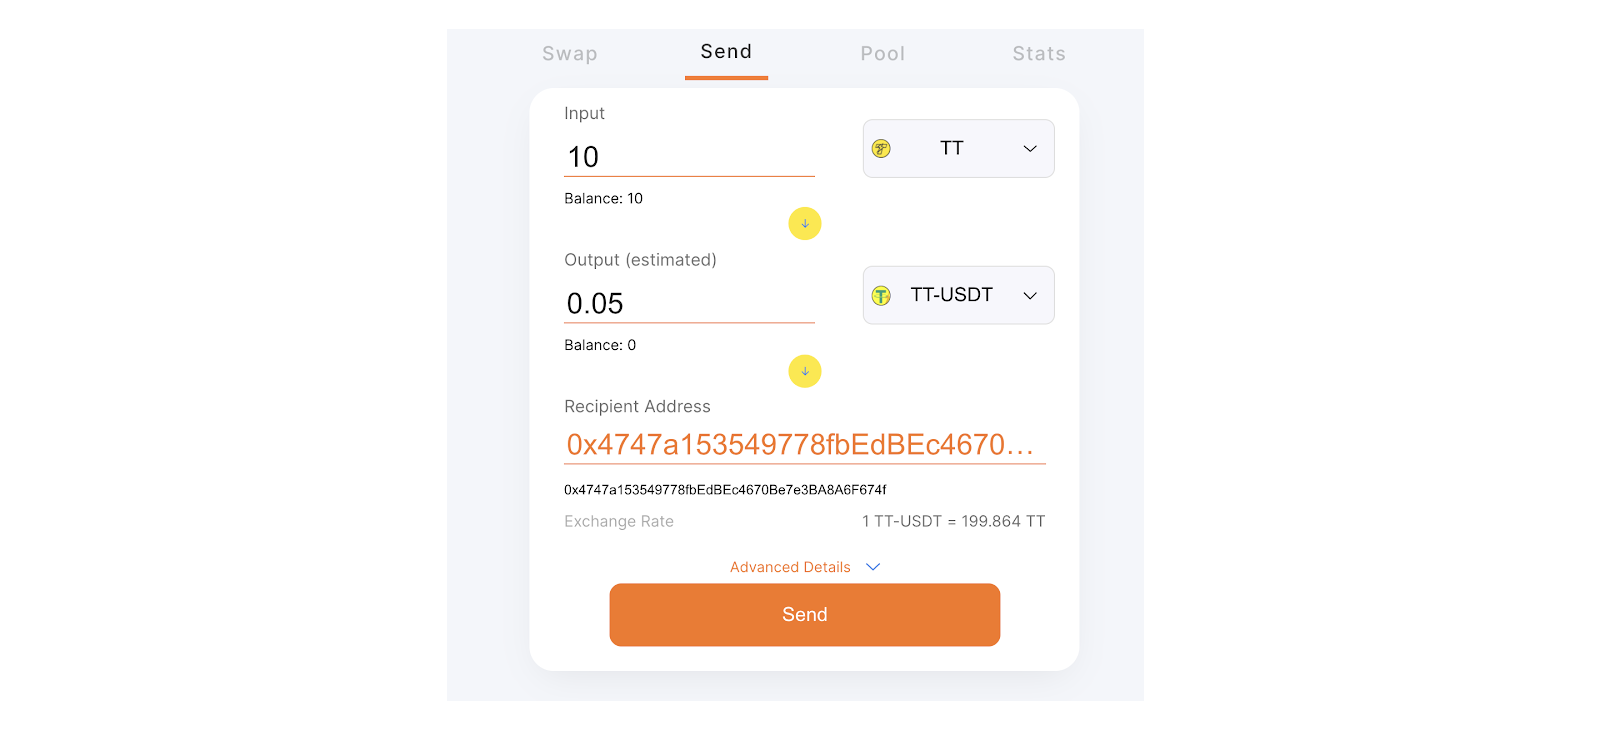 Swap Send Pool Stats
Input
10
TT
Balance: 10
Output (estimated)
0.05
TT-USDT
Balance: 0
Recipient Address
0x4747a153549778fbEdBEc4670...
0x4747a153549778fbEdBEc4670Be7e3BA8A6F674f
Exchange Rate 1 TT-USDT = 199.864 TT
Advanced Details
Send